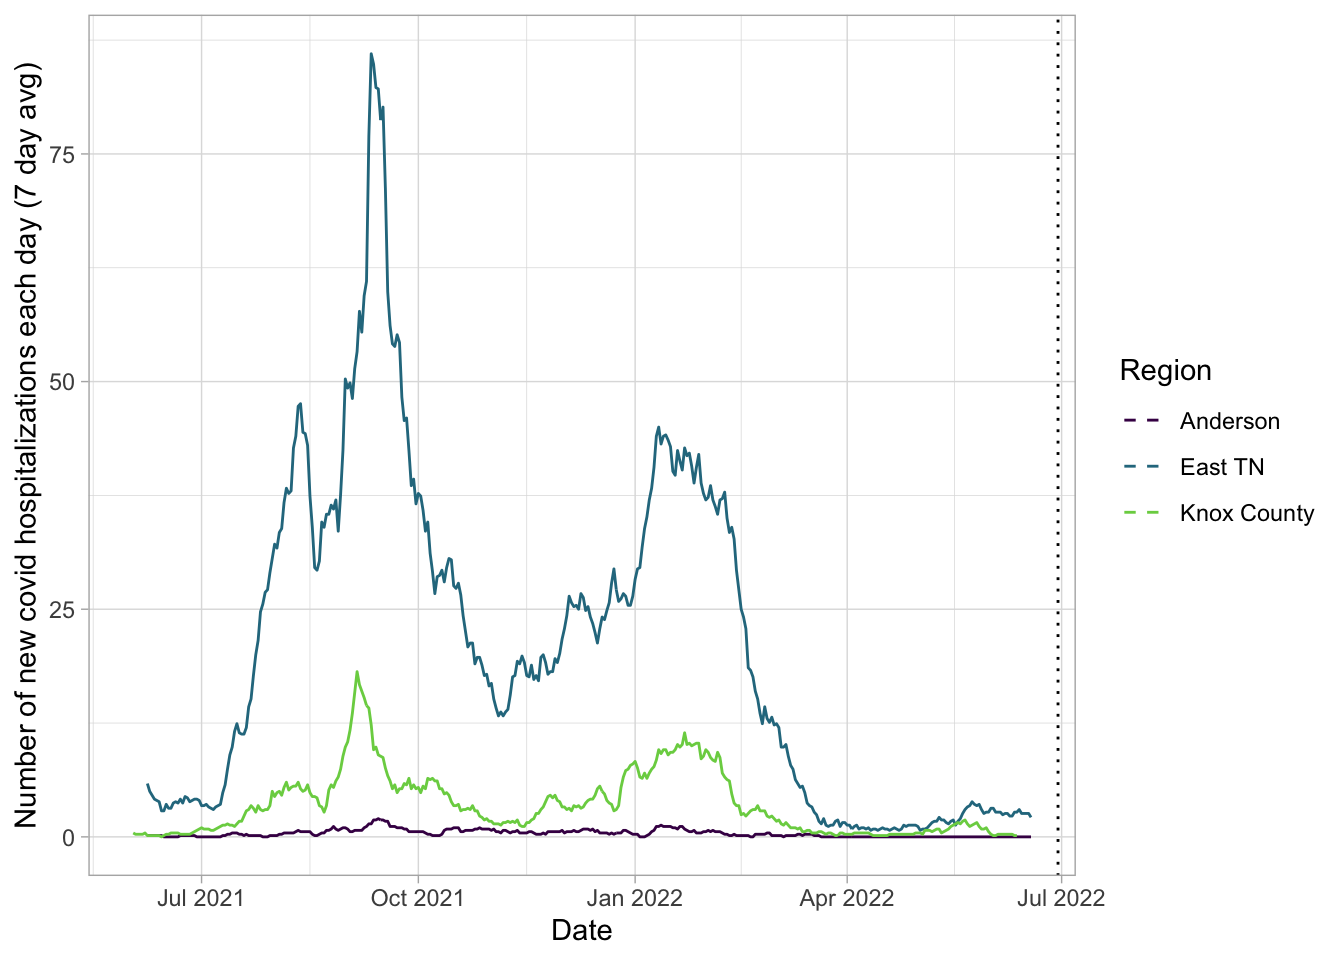 Number of new covid hospitalizations each day (7 day avg)
75
50
25
0
Jul 2021
Oct 2021
Jan 2022
Apr 2022
Jul 2022
Date
Region
Anderson
East TN
Knox County